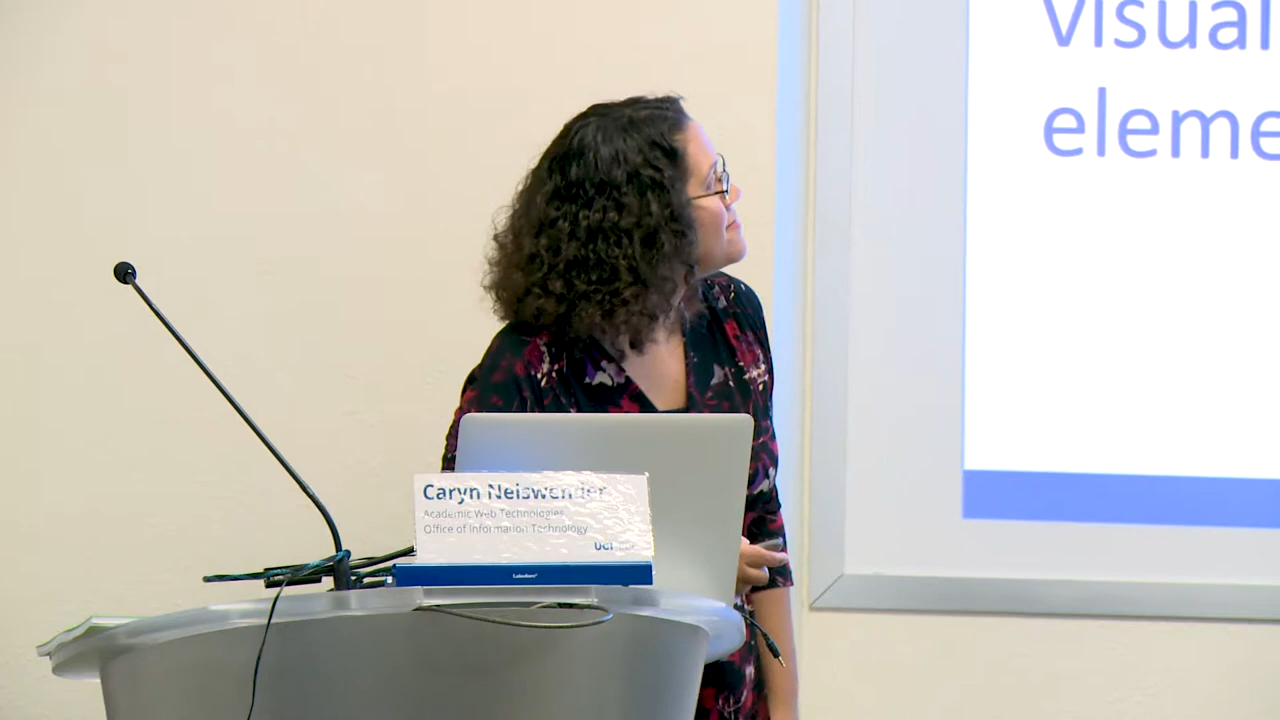 visual
eleme
Caryn Neiswender
Academic Web Technologies
Office of Information Technology
UCI